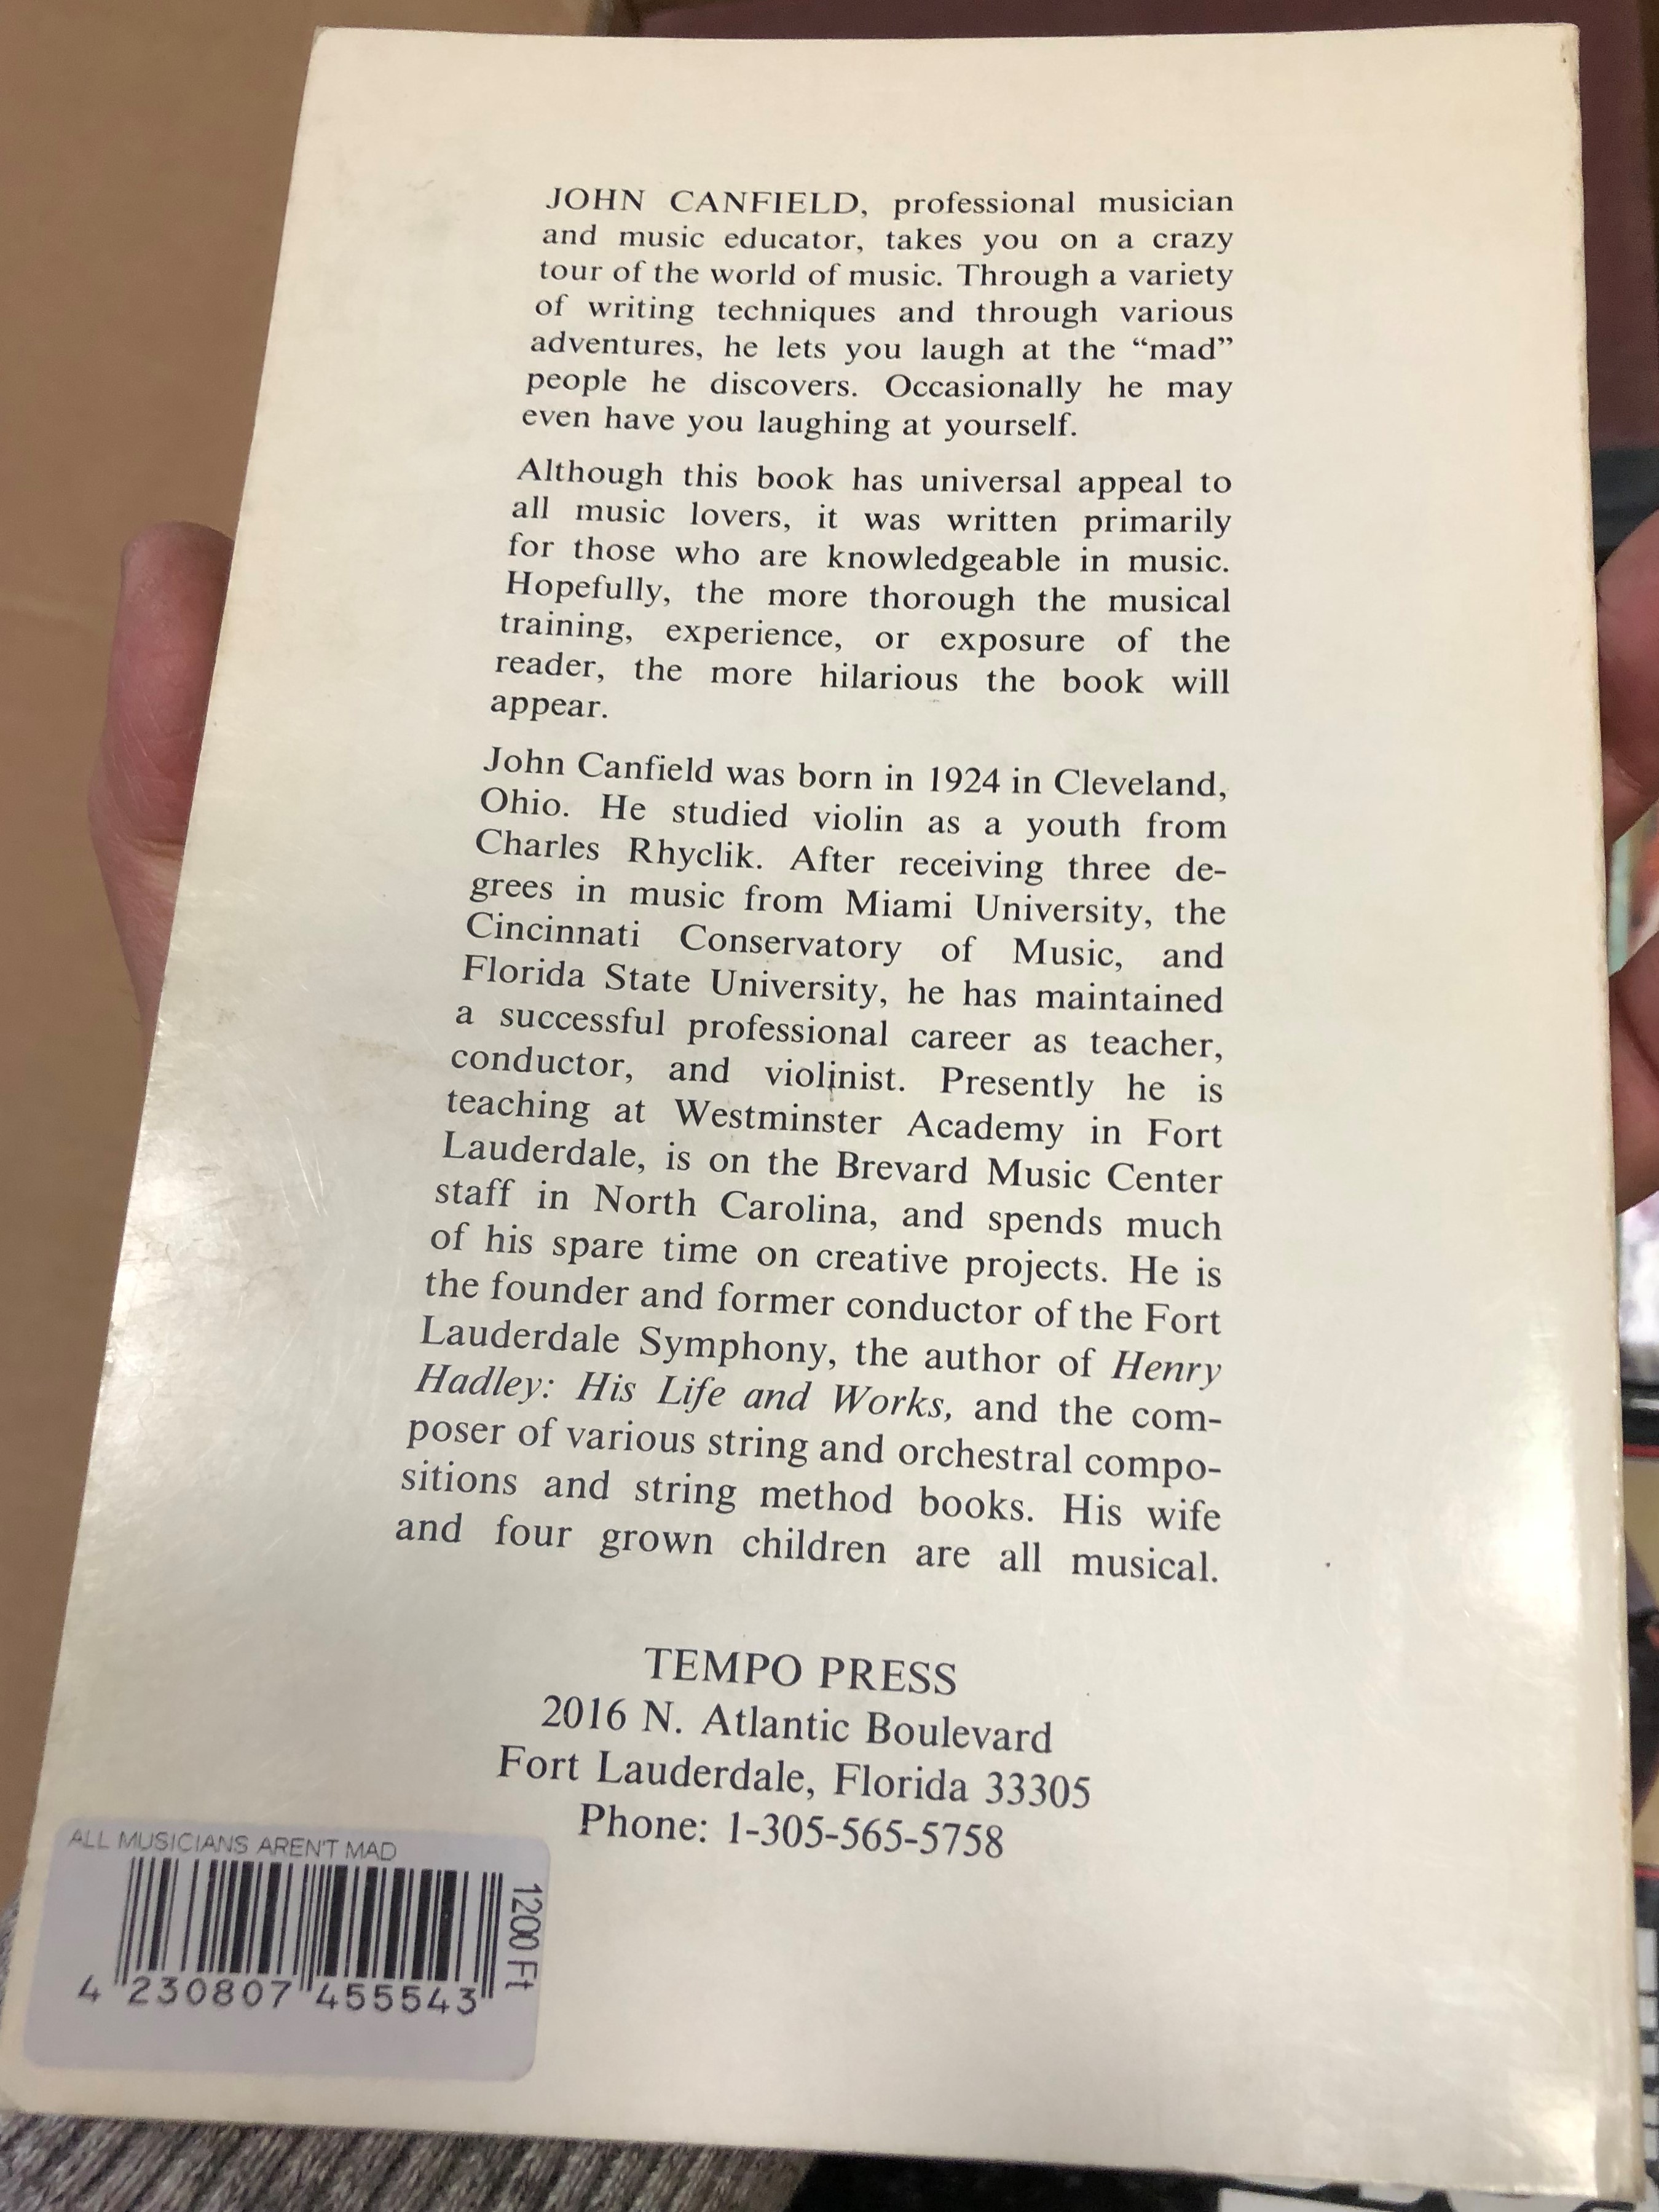 JOHN CANFIELD, professional musician
and music educator, takes you on a crazy
tour of the world of music. Through a variety
of writing techniques and through various
adventures, he lets you laugh at the “mad”
people he discovers. Occasionally he may
even have you laughing at yourself.
Although this book has universal appeal to
all music lovers, it was written primarily
for those who are knowledgeable in music.
Hopefully, the more thorough the musical
training, experience, or exposure of the
reader, the more hilarious the book will
appear.
John Canfield was born in 1924 in Cleveland,
Ohio. He studied violin as a youth from
Charles Rhyclik. After receiving three de-
grees in music from Miami University, the
Cincinnati Conservatory of Music, and
Florida State University, he has maintained
a successful professional career as teacher,
conductor, and violinist. Presently he is
teaching at Westminster Academy in Fort
Lauderdale, is on the Brevard Music Center
staff in North Carolina, and spends much
of his spare time on creative projects. He is
the founder and former conductor of the Fort
Lauderdale Symphony, the author of Henry
Hadley: His Life and Works, and the com-
poser of various string and orchestral compo-
sitions and string method books. His wife
and four grown children are all musical.
TEMPO PRESS
2016 N. Atlantic Boulevard
Fort Lauderdale, Florida 33305
Phone: 1-305-565-5758
ALL MUSICIANS AREN'T MAD
1200 Ft
4 230807 455543